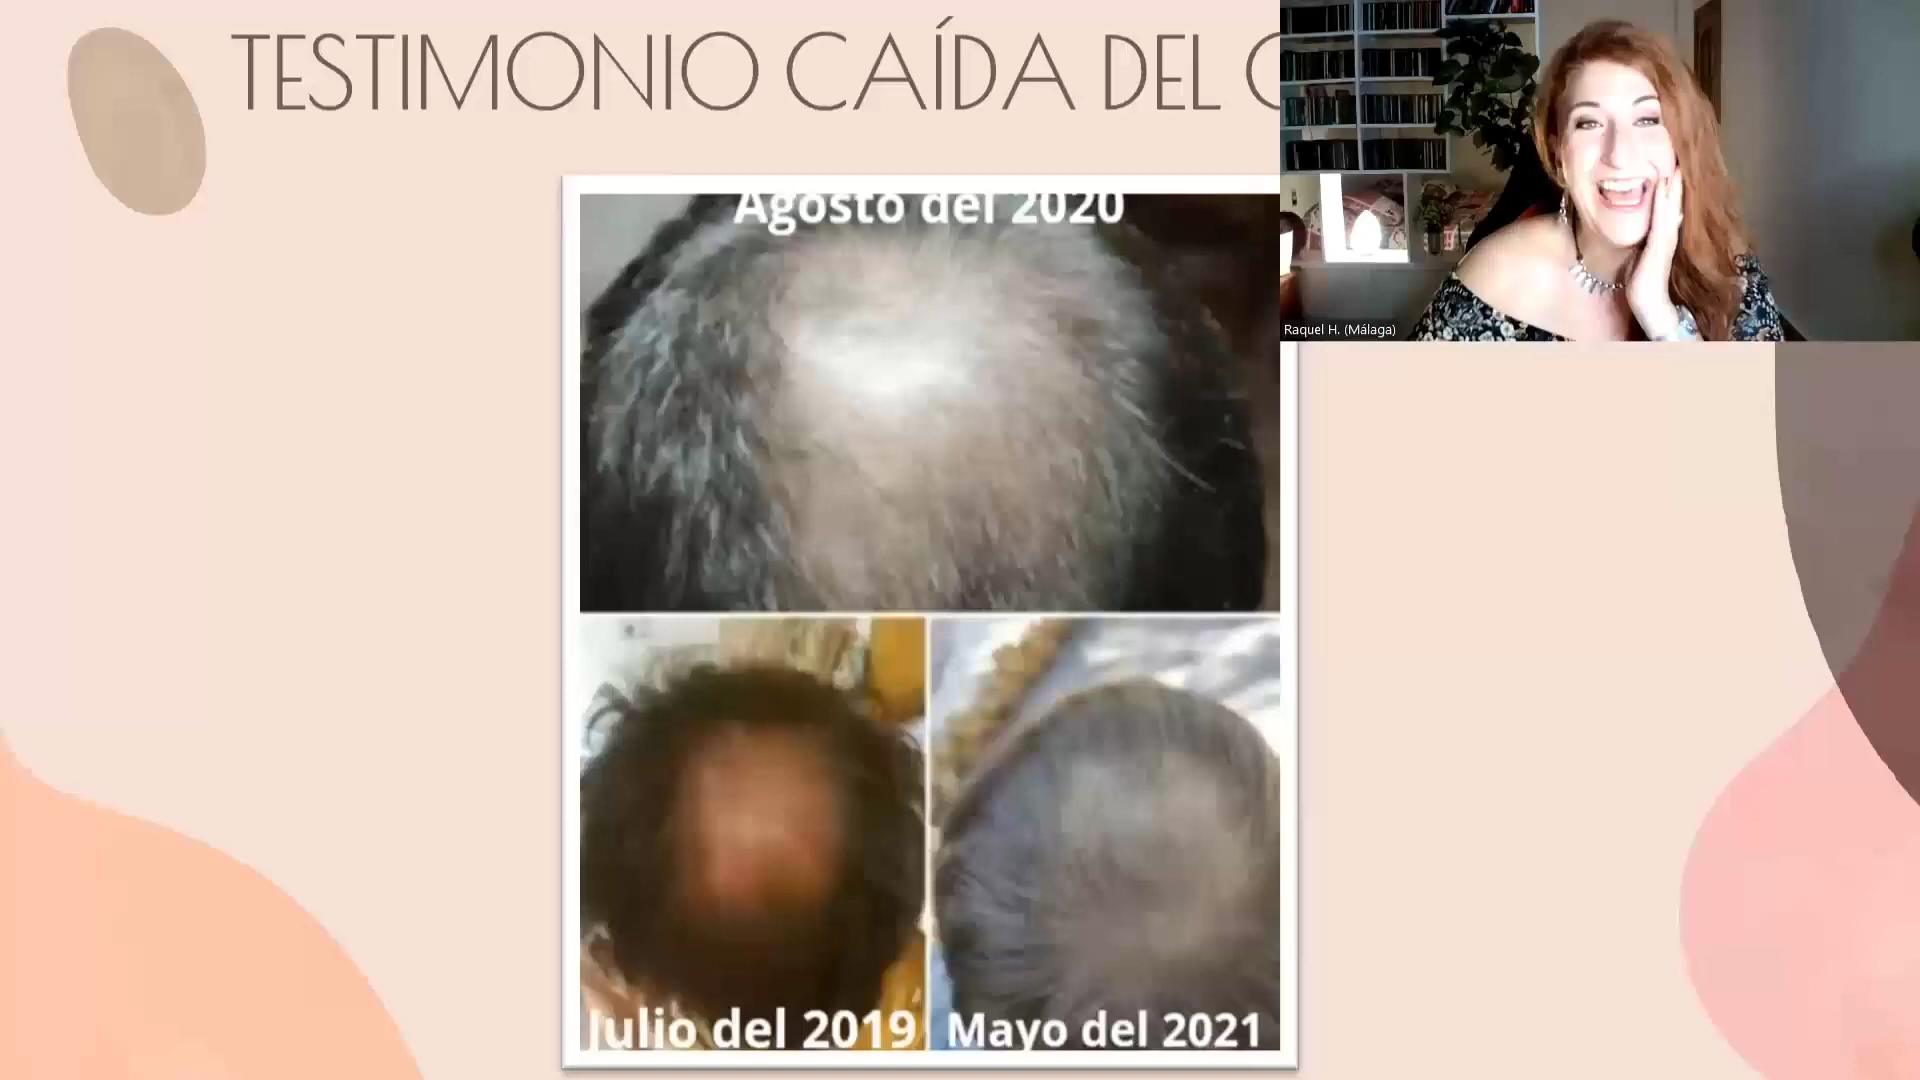 TESTIMONIO CAÍDA DEL
Raquel H. (Málaga)
Agosto del 2020
Julio del 2019
Mayo del 2021